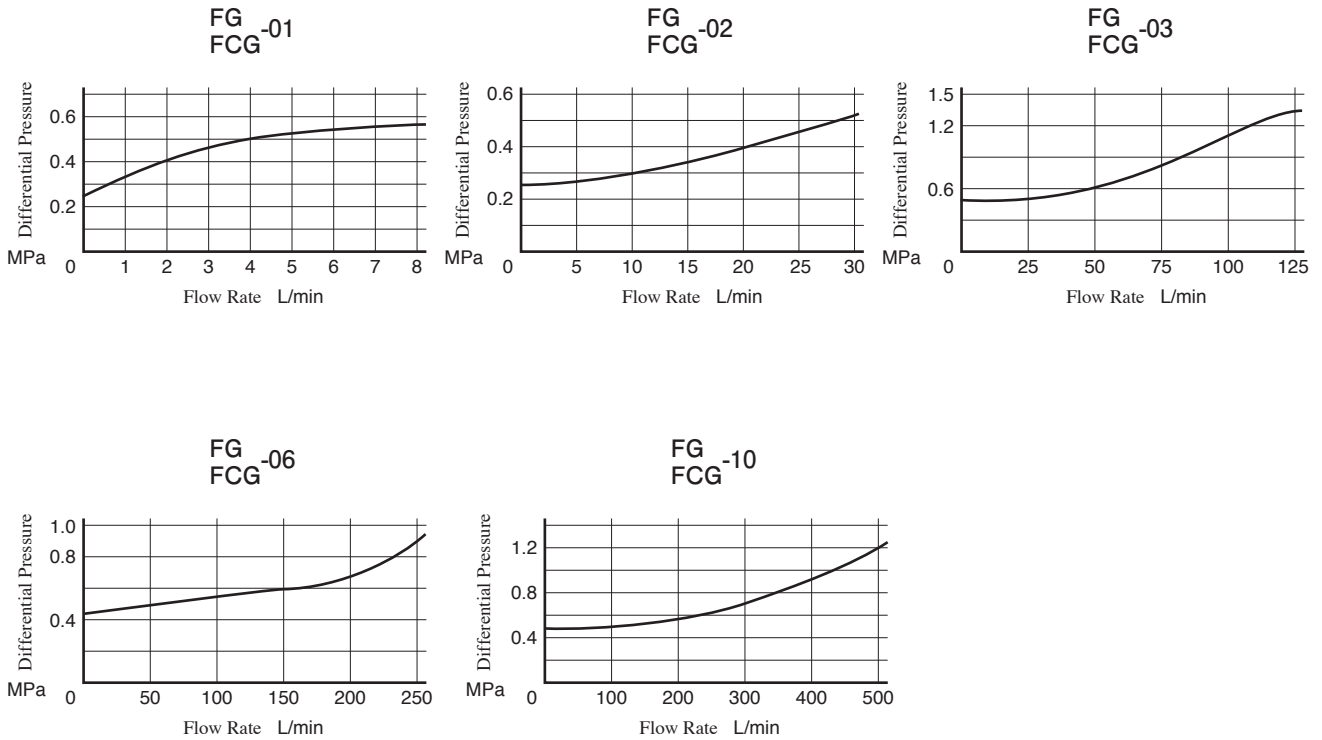 FG
FCG -01
Differential Pressure
0.6
0.4
0.2
MPa
0 1 2 3 4 5 6 7 8
Flow Rate L/min
FG
FCG -02
Differential Pressure
0.6
0.4
0.2
MPa
0 5 10 15 20 25 30
Flow Rate L/min
FG
FCG -03
Differential Pressure
1.5
1.2
0.6
MPa
0 25 50 75 100 125
Flow Rate L/min
FG
FCG -06
Differential Pressure
1.0
0.8
0.4
MPa
0 50 100 150 200 250
Flow Rate L/min
FG
FCG -10
Differential Pressure
1.2
0.8
0.4
MPa
0 100 200 300 400 500
Flow Rate L/min